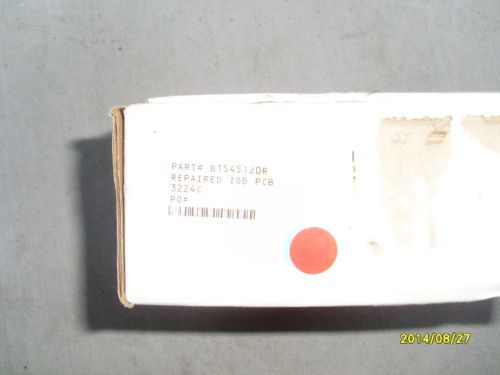 PART# B1545120R
REPAIRED IOB PCB
3224C
PO#
2014/08/27